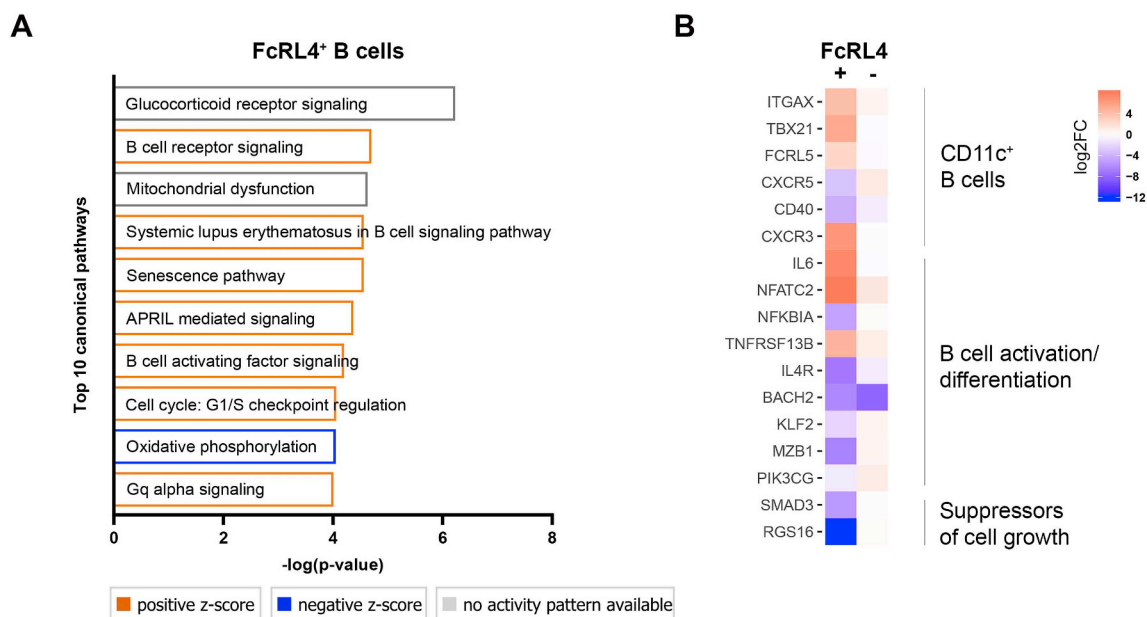 A
FcRL4⁺ B cells
Top 10 canonical pathways
Glucocorticoid receptor signaling
B cell receptor signaling
Mitochondrial dysfunction
Systemic lupus erythematosus in B cell signaling pathway
Senescence pathway
APRIL mediated signaling
B cell activating factor signaling
Cell cycle: G1/S checkpoint regulation
Oxidative phosphorylation
Gq alpha signaling
0 2 4 6 8
-log(p-value)
positive z-score
negative z-score
no activity pattern available
B
FcRL4
+ -
ITGAX
TBX21
FCRL5
CXCR5
CD40
CXCR3
IL6
NFATC2
NFKBIA
TNFRSF13B
IL4R
BACH2
KLF2
MZB1
PIK3CG
SMAD3
RGS16
CD11c⁺
B cells
B cell activation/
differentiation
Suppressors
of cell growth
log2FC
4
0
−4
−8
−12